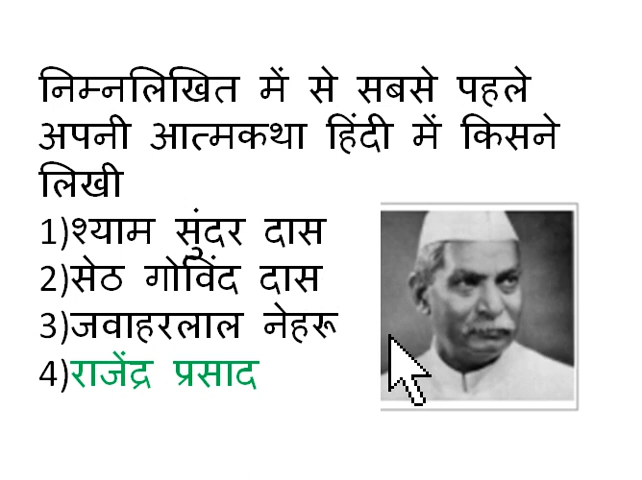 निम्नलिखित में से सबसे पहले
अपनी आत्मकथा हिंदी में किसने
लिखी
1)श्याम सुंदर दास
2)सेठ गोविंद दास
3)जवाहरलाल नेहरू
4)राजेंद्र प्रसाद